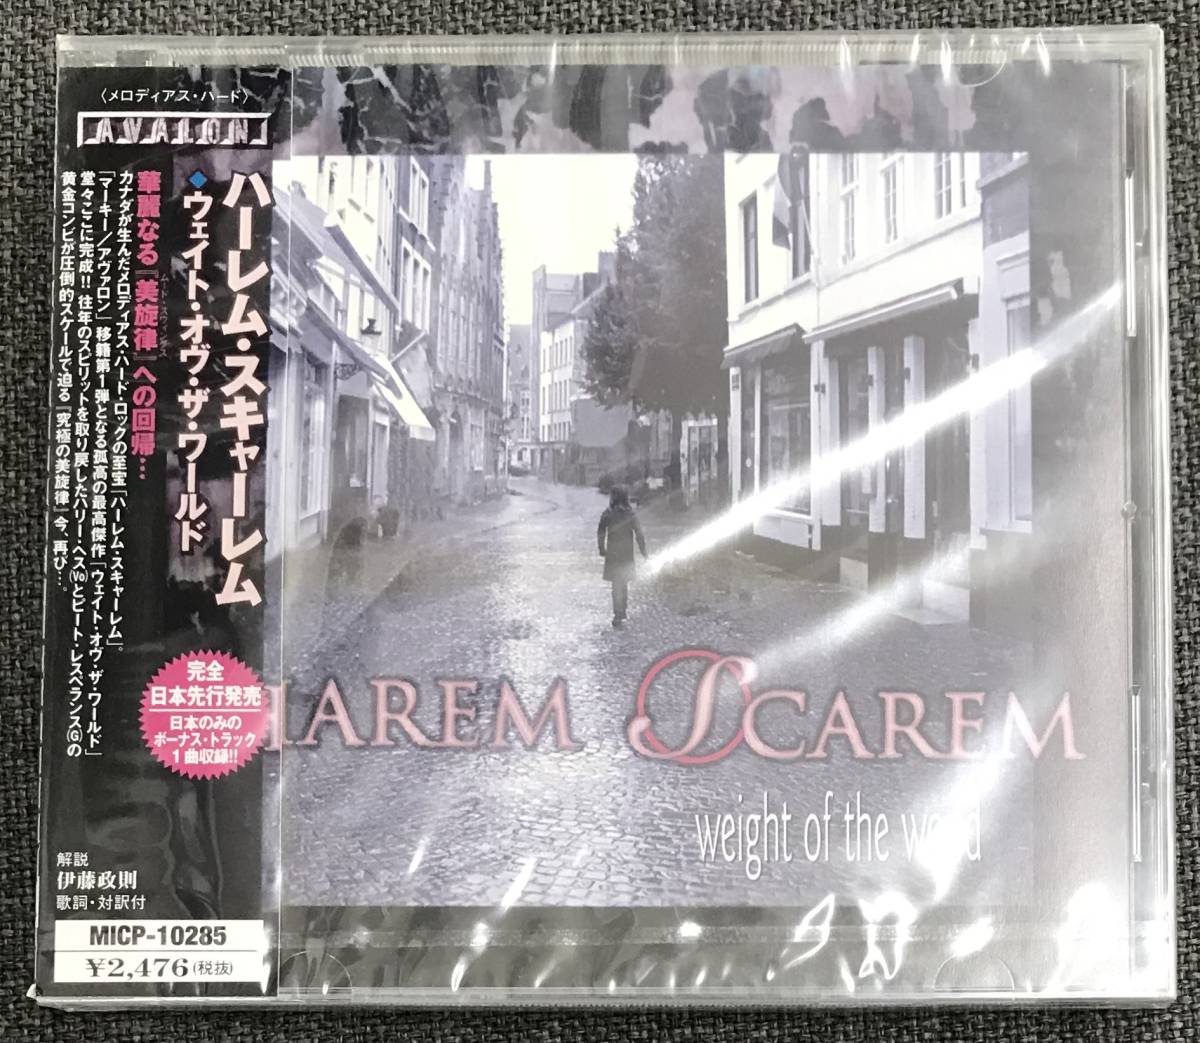 〈メロディアス・ハード〉
AVALON
ハーレム・スキャーレム
◆ウェイト・オヴ・ザ・ワールド
華麗なる『美旋律』への回帰…
ムード・スウィングス
カナダが生んだメロディアス・ハード・ロックの至宝「ハーレム・スキャーレム」。
「マーキー/アヴァロン」移籍第1弾となる孤高の最高傑作「ウェイト・オヴ・ザ・ワールド」
堂々ここに完成!! 往年のスピリットを取り戻したハリー・ヘス(Vo)とピート・レスペランス(G)の
黄金コンビが圧倒的スケールで迫る「究極の美旋律」今、再び…。
完全
日本先行発売
日本のみの
ボーナス・トラック
1曲収録!!
解説
伊藤政則
歌詞・対訳付
MICP-10285
¥2,476(税抜)
HAREM SCAREM
weight of the world